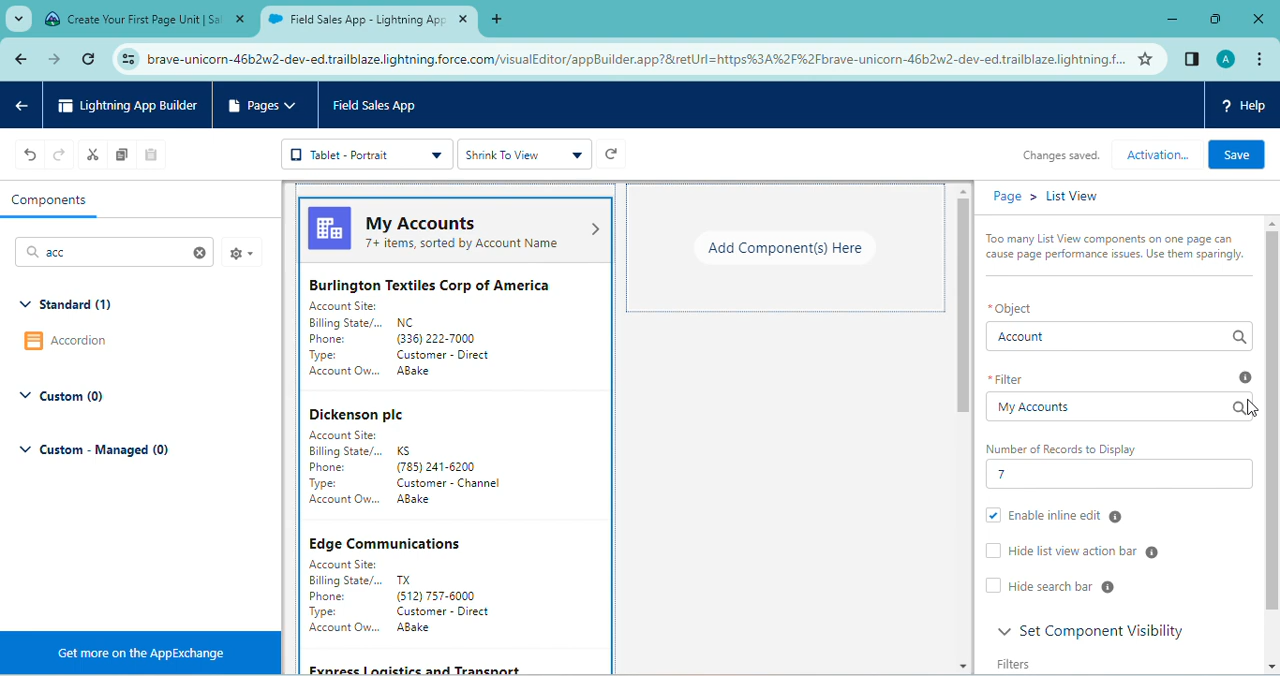 Create Your First Page Unit | Sal
Field Sales App - Lightning App
brave-unicorn-46b2w2-dev-ed.trailblaze.lightning.force.com/visualEditor/appBuilder.app?&retUrl=https%3A%2F%2Fbrave-unicorn-46b2w2-dev-ed.trailblaze.lightning.f...
A
Lightning App Builder
Pages
Field Sales App
? Help
Tablet - Portrait
Shrink To View
Changes saved.
Activation...
Save
Components
acc
Standard (1)
Accordion
Custom (0)
Custom - Managed (0)
Get more on the AppExchange
My Accounts
7+ items, sorted by Account Name
Burlington Textiles Corp of America
Account Site:
Billing State/... NC
Phone: (336) 222-7000
Type: Customer - Direct
Account Ow... ABake
Dickenson plc
Account Site:
Billing State/... KS
Phone: (785) 241-6200
Type: Customer - Channel
Account Ow... ABake
Edge Communications
Account Site:
Billing State/... TX
Phone: (512) 757-6000
Type: Customer - Direct
Account Ow... ABake
Express Logistics and Transport
Add Component(s) Here
Page > List View
Too many List View components on one page can
cause page performance issues. Use them sparingly.
* Object
Account
* Filter
My Accounts
Number of Records to Display
7
Enable inline edit
Hide list view action bar
Hide search bar
Set Component Visibility
Filters